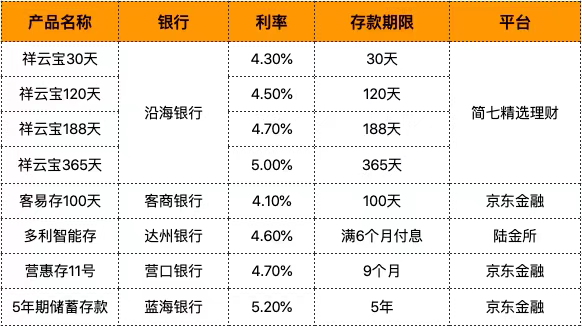 产品名称 银行 利率 存款期限 平台
祥云宝30天 4.30% 30天
祥云宝120天 4.50% 120天
沿海银行 简七精选理财
祥云宝188天 4.70% 188天
祥云宝365天 5.00% 365天
客易存100天 客商银行 4.10% 100天 京东金融
多利智能存 达州银行 4.60% 满6个月付息 陆金所
营惠存11号 营口银行 4.70% 9个月 京东金融
5年期储蓄存款 蓝海银行 5.20% 5年 京东金融